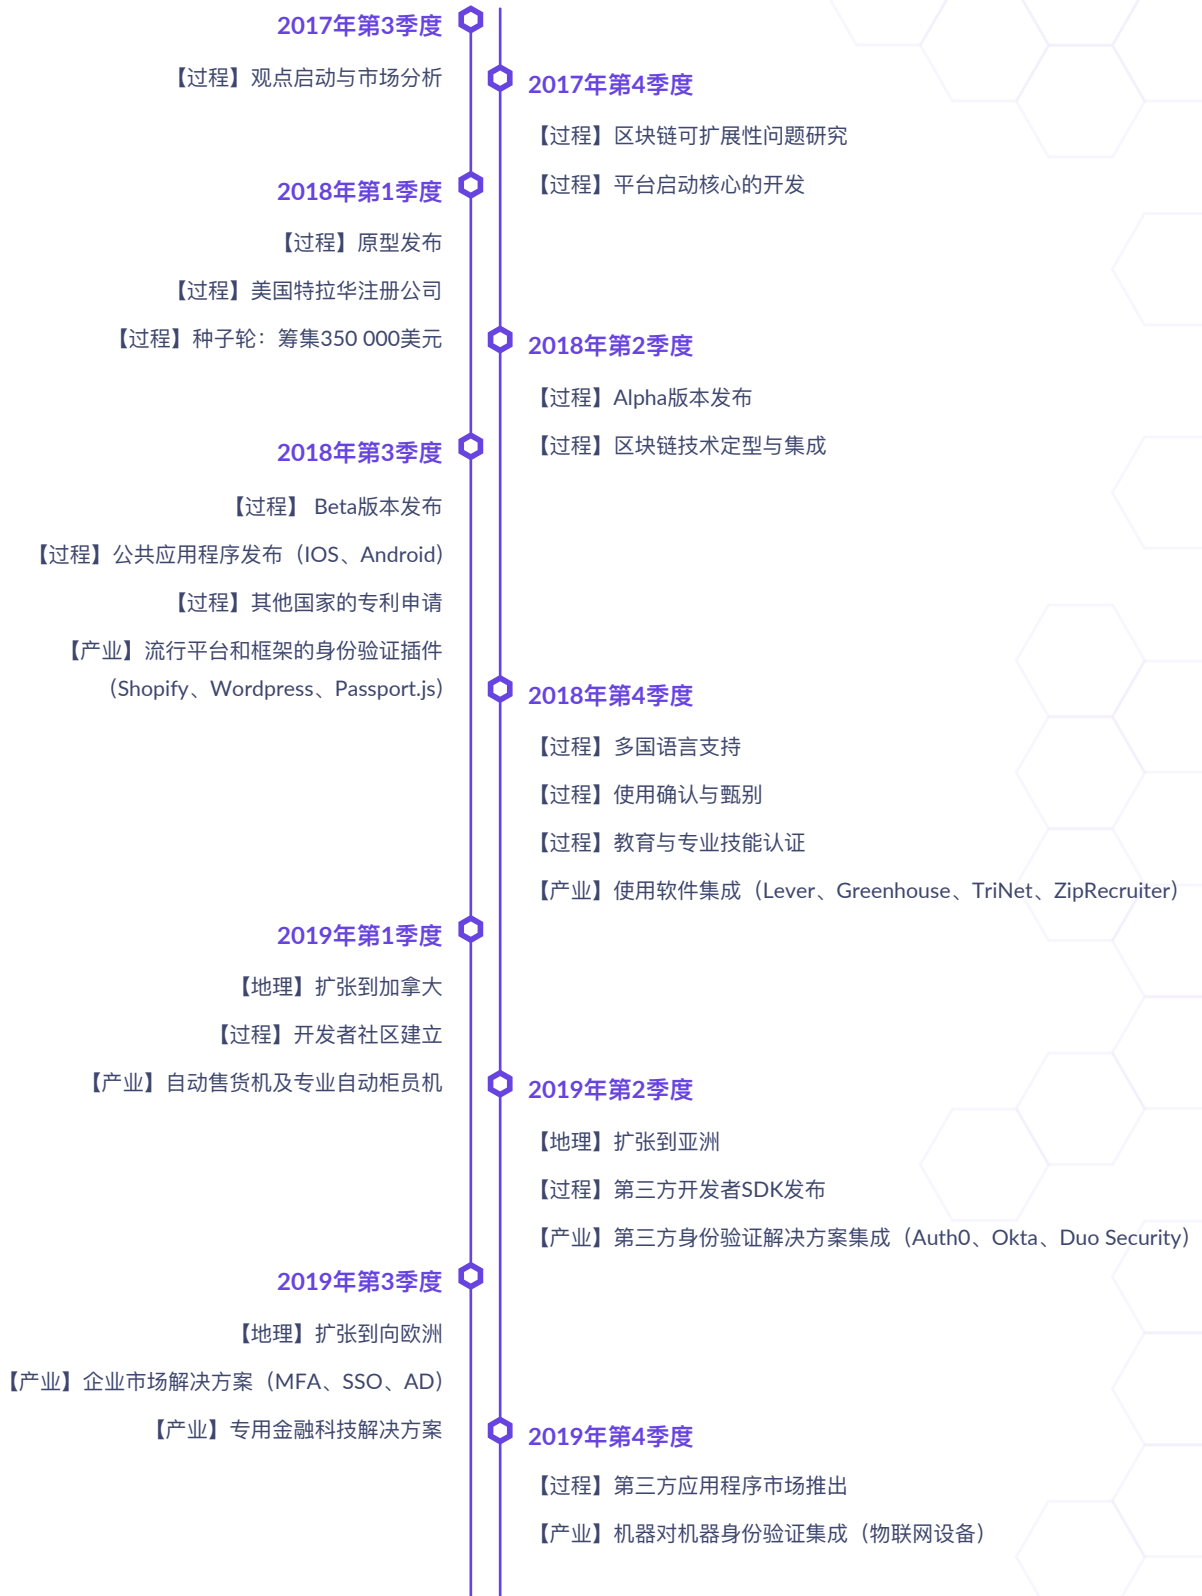 2017年第3季度
【过程】观点启动与市场分析
2017年第4季度
【过程】区块链可扩展性问题研究
【过程】平台启动核心的开发
2018年第1季度
【过程】原型发布
【过程】美国特拉华注册公司
【过程】种子轮：筹集350 000美元
2018年第2季度
【过程】Alpha版本发布
【过程】区块链技术定型与集成
2018年第3季度
【过程】 Beta版本发布
【过程】公共应用程序发布（IOS、Android）
【过程】其他国家的专利申请
【产业】流行平台和框架的身份验证插件
（Shopify、Wordpress、Passport.js）
2018年第4季度
【过程】多国语言支持
【过程】使用确认与甄别
【过程】教育与专业技能认证
【产业】使用软件集成（Lever、Greenhouse、TriNet、ZipRecruiter）
2019年第1季度
【地理】扩张到加拿大
【过程】开发者社区建立
【产业】自动售货机及专业自动柜员机
2019年第2季度
【地理】扩张到亚洲
【过程】第三方开发者SDK发布
【产业】第三方身份验证解决方案集成（Auth0、Okta、Duo Security）
2019年第3季度
【地理】扩张到向欧洲
【产业】企业市场解决方案（MFA、SSO、AD）
【产业】专用金融科技解决方案
2019年第4季度
【过程】第三方应用程序市场推出
【产业】机器对机器身份验证集成（物联网设备）